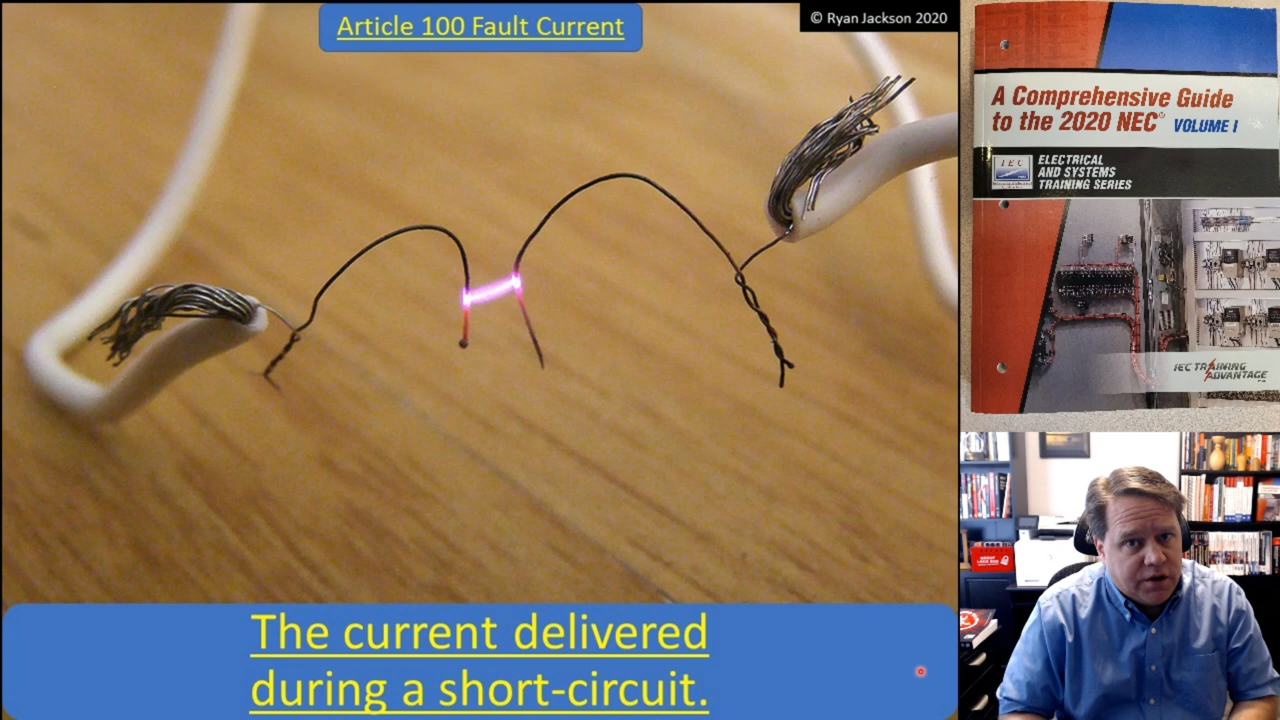 Article 100 Fault Current
© Ryan Jackson 2020
The current delivered
during a short-circuit.
A Comprehensive Guide
to the 2020 NEC® VOLUME I
IEC
ELECTRICAL
AND SYSTEMS
TRAINING SERIES
IEC TRAINING
ADVANTAGE